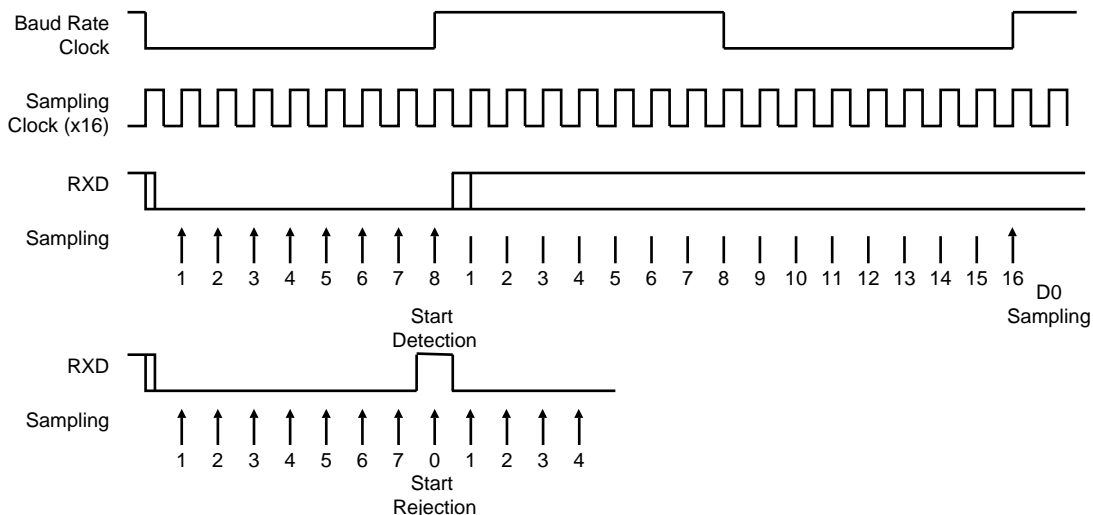 Baud Rate
Clock
Sampling
Clock (x16)
RXD
Sampling
1 2 3 4 5 6 7 8 1 2 3 4 5 6 7 8 9 10 11 12 13 14 15 16
D0
Sampling
Start
Detection
RXD
Sampling
1 2 3 4 5 6 7 0 1 2 3 4
Start
Rejection